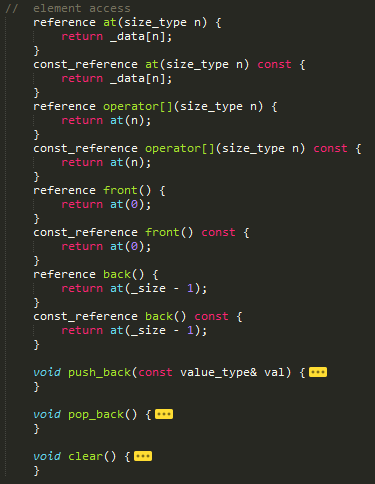 //  element access
    reference at(size_type n) {
        return _data[n];
    }
    const_reference at(size_type n) const {
        return _data[n];
    }
    reference operator[](size_type n) {
        return at(n);
    }
    const_reference operator[](size_type n) const {
        return at(n);
    }
    reference front() {
        return at(0);
    }
    const_reference front() const {
        return at(0);
    }
    reference back() {
        return at(_size - 1);
    }
    const_reference back() const {
        return at(_size - 1);
    }

    void push_back(const value_type& val) {•••
    }

    void pop_back() {•••
    }

    void clear() {•••
    }